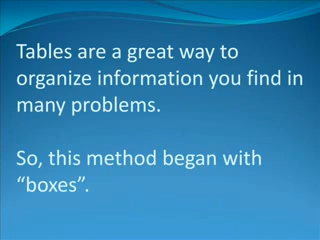 Tables are a great way to
organize information you find in
many problems.
So, this method began with
“boxes”.